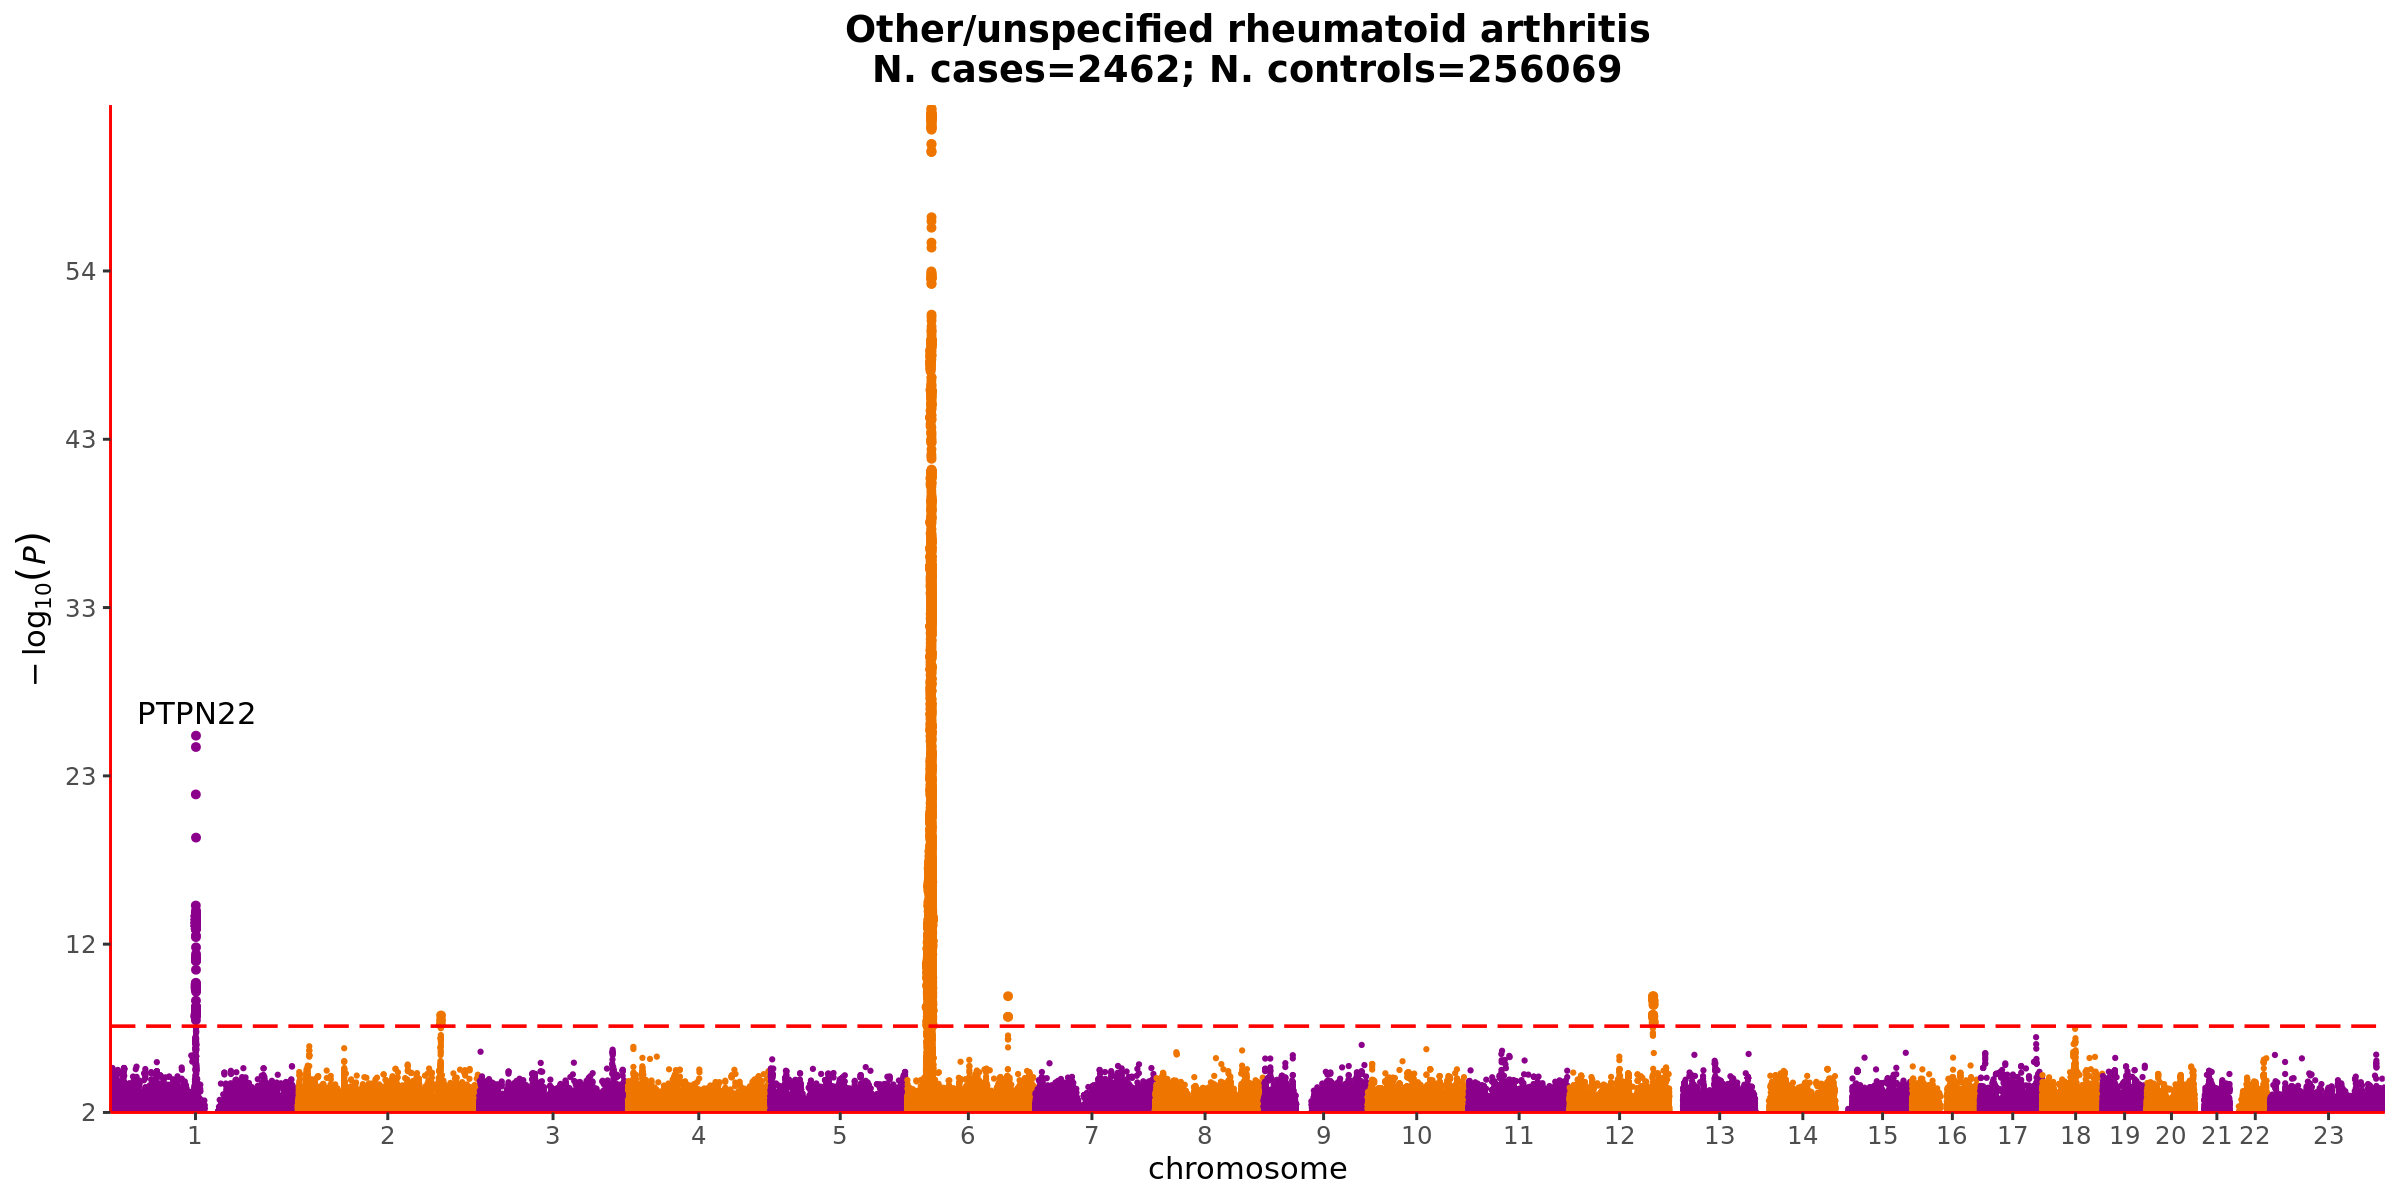 Other/unspecified rheumatoid arthritis
N. cases=2462; N. controls=256069
− log10(P)
54
43
33
23
12
2
PTPN22
1 2 3 4 5 6 7 8 9 10 11 12 13 14 15 16 17 18 19 20 21 22 23
chromosome